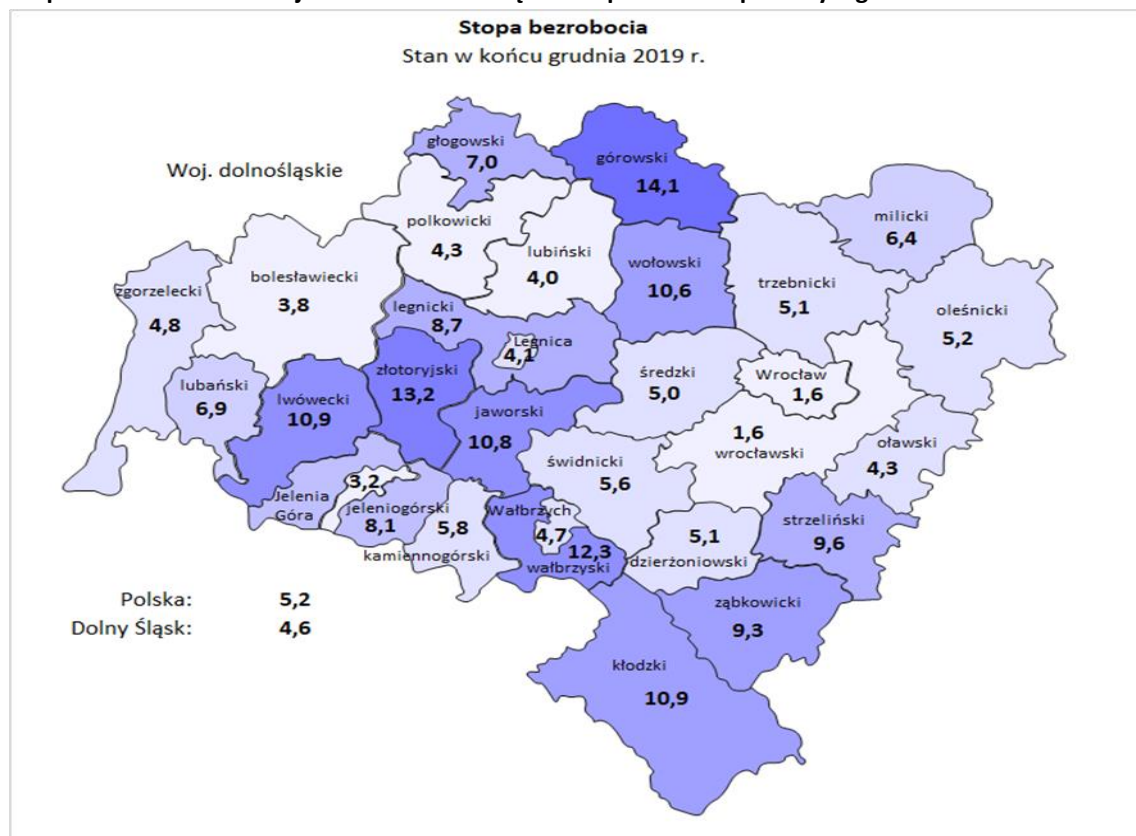 Stopa bezrobocia
Stan w końcu grudnia 2019 r.
Woj. dolnośląskie
głogowski
7,0
górowski
14,1
milicki
6,4
polkowicki
4,3
lubiński
4,0
wołowski
10,6
trzebnicki
5,1
oleśnicki
5,2
zgorzelecki
4,8
bolesławiecki
3,8
legnicki
8,7
Legnica
4,1
lubański
6,9
lwówecki
10,9
złotoryjski
13,2
jaworski
10,8
średzki
5,0
Wrocław
1,6
1,6
wrocławski
oławski
4,3
świdnicki
5,6
Jelenia
Góra
3,2
jeleniogórski
8,1
5,8
kamiennogórski
Wałbrzych
4,7
12,3
wałbrzyski
5,1
dzierżoniowski
strzeliński
9,6
ząbkowicki
9,3
kłodzki
10,9
Polska: 5,2
Dolny Śląsk: 4,6